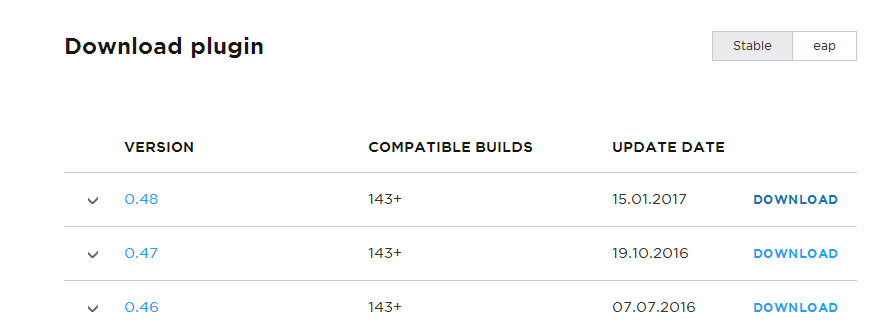 Download plugin
Stable eap
VERSION COMPATIBLE BUILDS UPDATE DATE
0.48 143+ 15.01.2017 DOWNLOAD
0.47 143+ 19.10.2016 DOWNLOAD
0.46 143+ 07.07.2016 DOWNLOAD